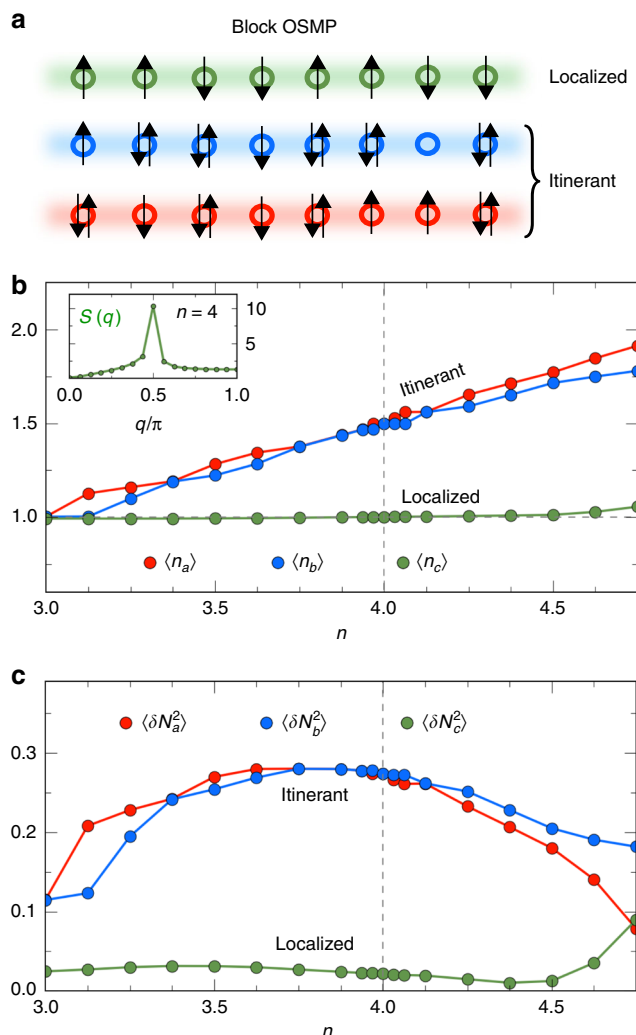 a
Block OSMP
Localized
Itinerant
b
S(q)
n = 4
10
5
0.0 0.5 1.0
q/π
2.0
1.5
1.0
Itinerant
Localized
⟨n_a⟩ ⟨n_b⟩ ⟨n_c⟩
3.0 3.5 4.0 4.5
n
c
0.4
0.3
0.2
0.1
0.0
⟨δN_a^2⟩ ⟨δN_b^2⟩ ⟨δN_c^2⟩
Itinerant
Localized
3.0 3.5 4.0 4.5
n